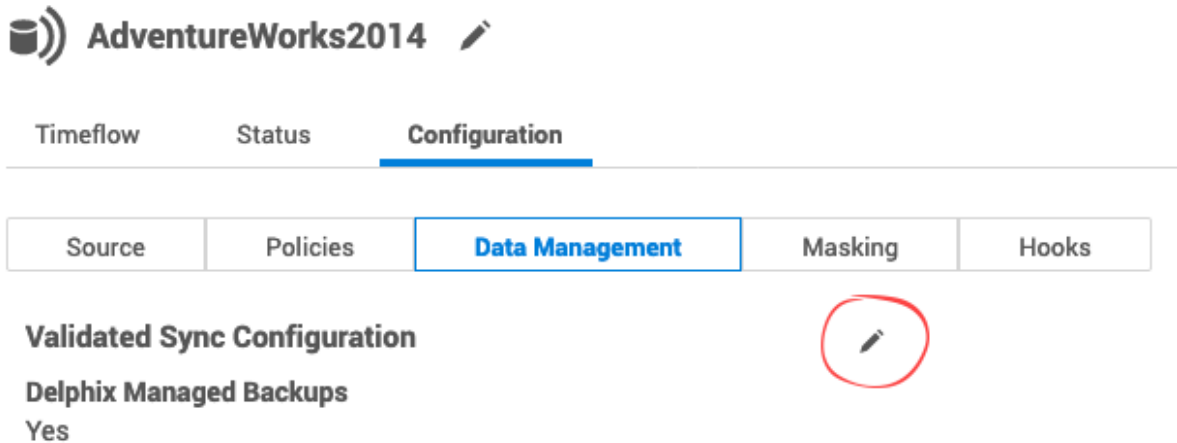 AdventureWorks2014
Timeflow Status Configuration
Source Policies Data Management Masking Hooks
Validated Sync Configuration
Delphix Managed Backups
Yes